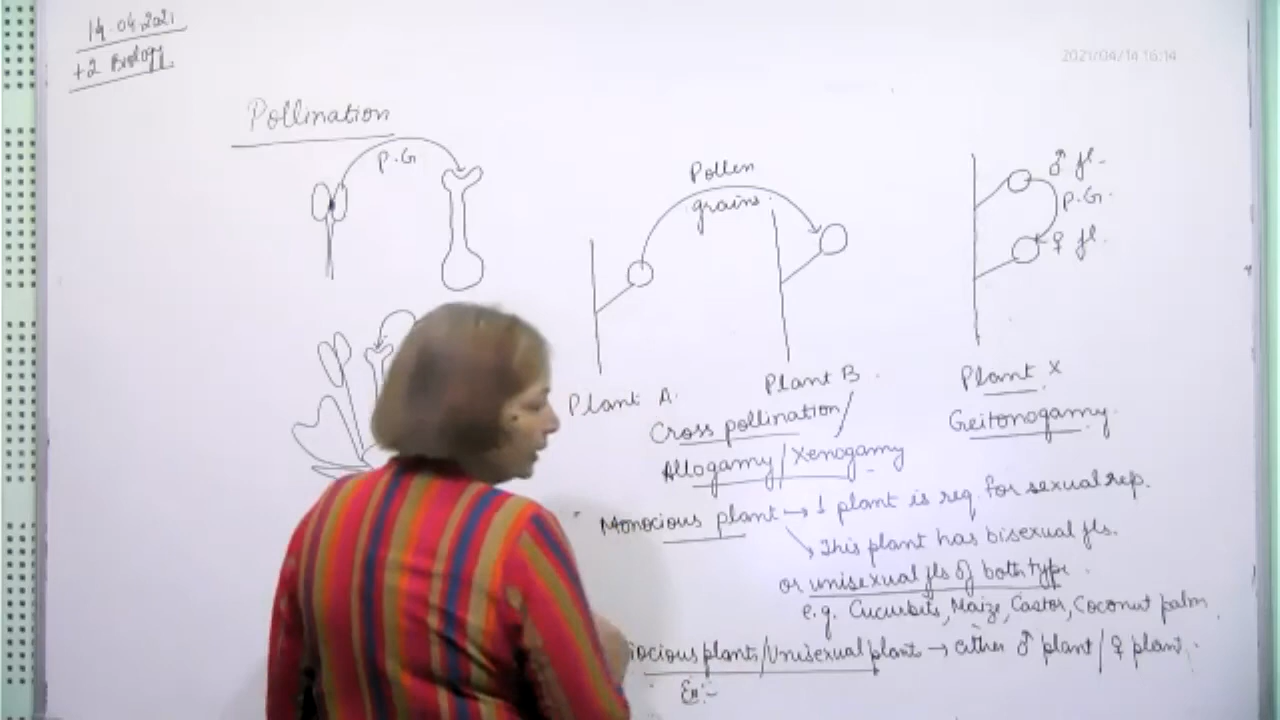 14.04.2021
+2 Biology
2021/04/14 16:14
Pollination
P.G
Pollen
grains
♂ fl.
P.G.
♀ fl.
Plant A.
Plant B.
Plant X
Cross pollination/
Allogamy/Xenogamy
Geitonogamy
Monocious plant → 1 plant is req. for sexual rep.
→ This plant has bisexual fls.
or unisexual fls of both type.
e.g. Cucurbits, Maize, Castor, Coconut palm
iocious plants/Unisexual plant → either ♂ plant / ♀ plant.
Ex:-